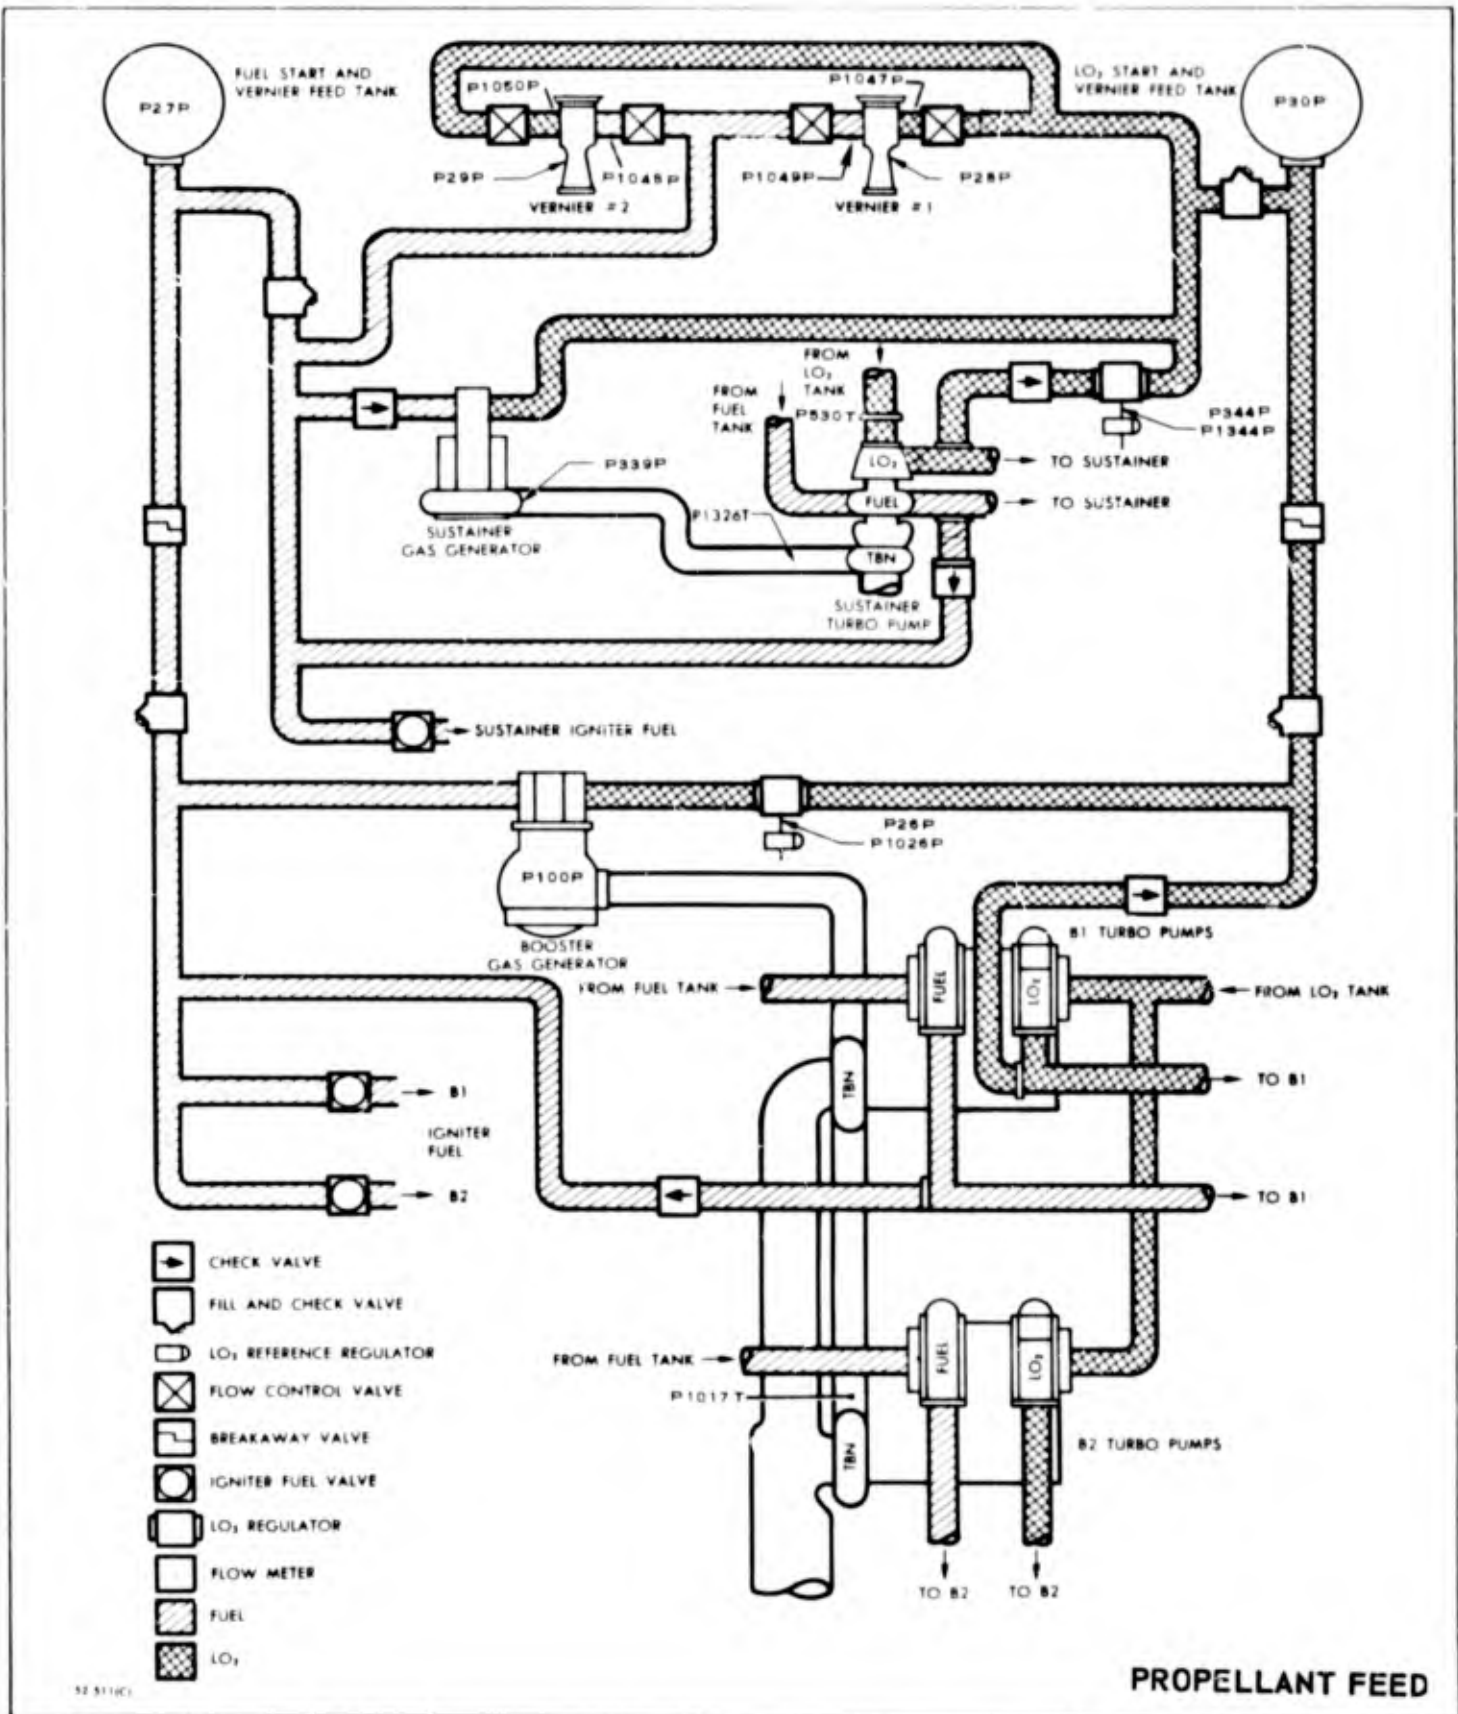 FUEL START AND
VERNIER FEED TANK
P27P
P1050P
P1047P
LO₂ START AND
VERNIER FEED TANK
P30P
P29P
P1048P
P1049P
P28P
VERNIER #2
VERNIER #1
FROM
LO₂
TANK
FROM
FUEL
TANK
P530T
P344P
P1344P
LO₂
TO SUSTAINER
FUEL
TO SUSTAINER
P339P
P1326T
SUSTAINER
GAS GENERATOR
TBN
SUSTAINER
TURBO PUMP
SUSTAINER IGNITER FUEL
P26P
P1026P
P100P
BOOSTER
GAS GENERATOR
B1 TURBO PUMPS
FROM FUEL TANK
FUEL
LO₂
FROM LO₂ TANK
TBN
TO B1
B1
IGNITER
FUEL
B2
TO B1
CHECK VALVE
FILL AND CHECK VALVE
LO₂ REFERENCE REGULATOR
FLOW CONTROL VALVE
BREAKAWAY VALVE
IGNITER FUEL VALVE
LO₂ REGULATOR
FLOW METER
FUEL
LO₂
FROM FUEL TANK
FUEL
LO₂
P1017T
TBN
B2 TURBO PUMPS
TO B2
TO B2
52 511(C)
PROPELLANT FEED